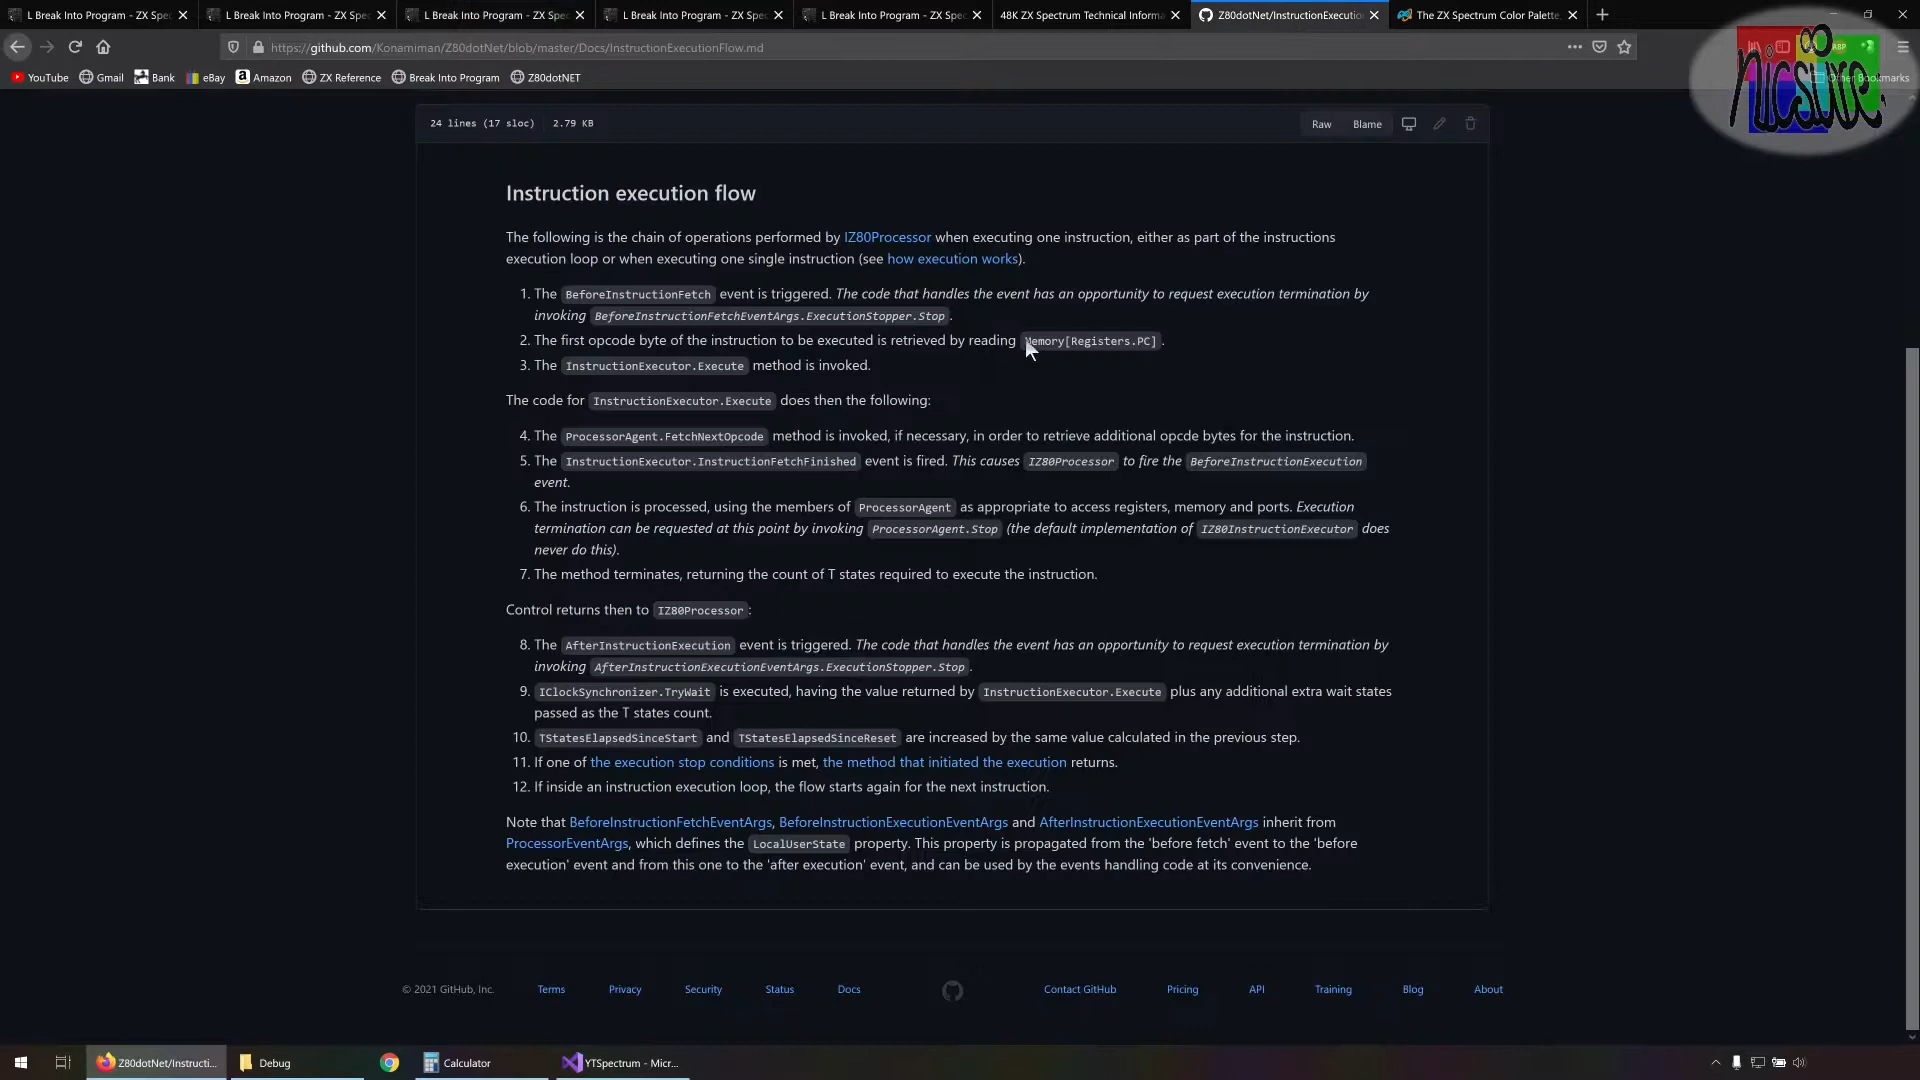 L Break Into Program - ZX Spec
L Break Into Program - ZX Spec
L Break Into Program - ZX Spec
L Break Into Program - ZX Spec
L Break Into Program - ZX Spec
48K ZX Spectrum Technical Informa
Z80dotNet/InstructionExecution
The ZX Spectrum Color Palette
https://github.com/Konamiman/Z80dotNet/blob/master/Docs/InstructionExecutionFlow.md
YouTube Gmail Bank eBay Amazon ZX Reference Break Into Program Z80dotNET Other Bookmarks
nicsure
24 lines (17 sloc) 2.79 KB Raw Blame
Instruction execution flow
The following is the chain of operations performed by IZ80Processor when executing one instruction, either as part of the instructions
execution loop or when executing one single instruction (see how execution works).
1. The BeforeInstructionFetch event is triggered. The code that handles the event has an opportunity to request execution termination by
invoking BeforeInstructionFetchEventArgs.ExecutionStopper.Stop.
2. The first opcode byte of the instruction to be executed is retrieved by reading Memory[Registers.PC].
3. The InstructionExecutor.Execute method is invoked.
The code for InstructionExecutor.Execute does then the following:
4. The ProcessorAgent.FetchNextOpcode method is invoked, if necessary, in order to retrieve additional opcde bytes for the instruction.
5. The InstructionExecutor.InstructionFetchFinished event is fired. This causes IZ80Processor to fire the BeforeInstructionExecution
event.
6. The instruction is processed, using the members of ProcessorAgent as appropriate to access registers, memory and ports. Execution
termination can be requested at this point by invoking ProcessorAgent.Stop (the default implementation of IZ80InstructionExecutor does
never do this).
7. The method terminates, returning the count of T states required to execute the instruction.
Control returns then to IZ80Processor:
8. The AfterInstructionExecution event is triggered. The code that handles the event has an opportunity to request execution termination by
invoking AfterInstructionExecutionEventArgs.ExecutionStopper.Stop.
9. IClockSynchronizer.TryWait is executed, having the value returned by InstructionExecutor.Execute plus any additional extra wait states
passed as the T states count.
10. TStatesElapsedSinceStart and TStatesElapsedSinceReset are increased by the same value calculated in the previous step.
11. If one of the execution stop conditions is met, the method that initiated the execution returns.
12. If inside an instruction execution loop, the flow starts again for the next instruction.
Note that BeforeInstructionFetchEventArgs, BeforeInstructionExecutionEventArgs and AfterInstructionExecutionEventArgs inherit from
ProcessorEventArgs, which defines the LocalUserState property. This property is propagated from the 'before fetch' event to the 'before
execution' event and from this one to the 'after execution' event, and can be used by the events handling code at its convenience.
© 2021 GitHub, Inc. Terms Privacy Security Status Docs Contact GitHub Pricing API Training Blog About
Z80dotNet/Instructi... Debug Calculator YTSpectrum - Micr...